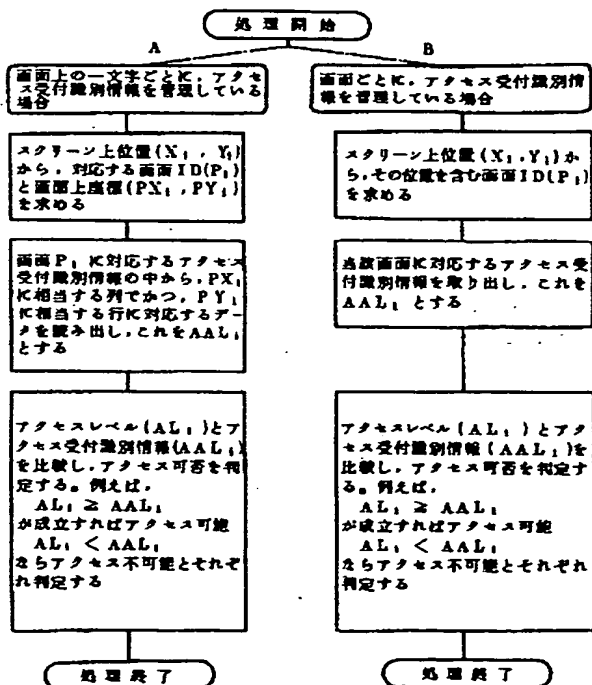 処理開始
A
画面上の一文字ごとに，アクセ
ス受付識別情報を管理している
場合
スクリーン上位置(X₁，Y₁)
から，対応する画面ID(P₁)
と画面上座標(PX₁，PY₁)
を求める
画面P₁に対応するアクセス
受付識別情報の中から，PX₁
に相当する列でかつ，PY₁
に相当する行に対応するデー
タを読み出し，これをAAL₁
とする
アクセスレベル(AL₁)とア
クセス受付識別情報(AAL₁)
を比較し，アクセス可否を判
定する。例えば，
AL₁ ≧ AAL₁
が成立すればアクセス可能
AL₁ < AAL₁
ならアクセス不可能とそれぞ
れ判定する
処理終了
B
画面ごとに，アクセス受付識別情
報を管理している場合
スクリーン上位置(X₁，Y₁)か
ら，その位置を含む画面ID(P₁)
を求める
当該画面に対応するアクセス受
付識別情報を取り出し，これを
AAL₁とする
アクセスレベル(AL₁)とアク
セス受付識別情報(AAL₁)を
比較し，アクセス可否を判定す
る。例えば，
AL₁ ≧ AAL₁
が成立すればアクセス可能
AL₁ < AAL₁
ならアクセス不可能とそれぞれ
判定する
処理終了